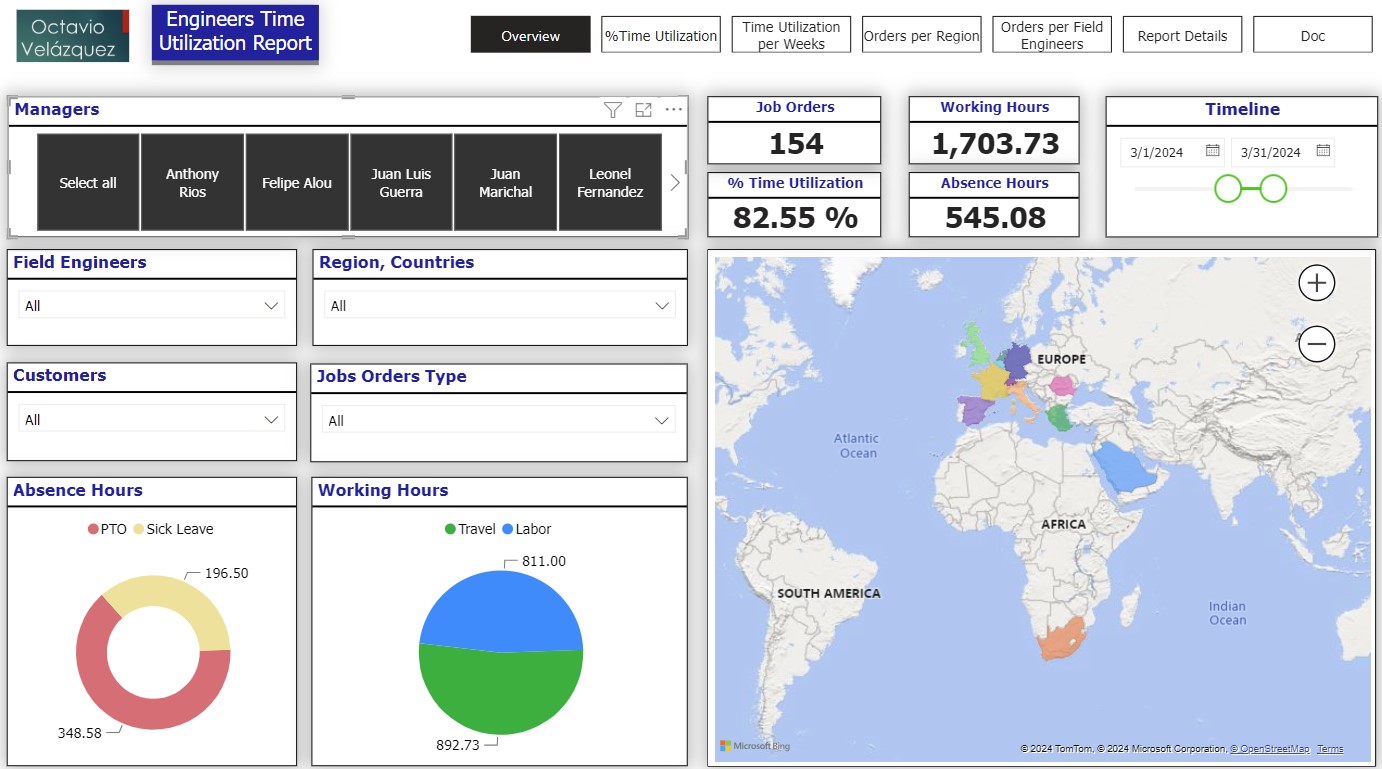 Octavio
Velázquez
Engineers Time
Utilization Report
Overview
%Time Utilization
Time Utilization
per Weeks
Orders per Region
Orders per Field
Engineers
Report Details
Doc
Managers
Select all
Anthony
Rios
Felipe Alou
Juan Luis
Guerra
Juan
Marichal
Leonel
Fernandez
Job Orders
154
Working Hours
1,703.73
% Time Utilization
82.55 %
Absence Hours
545.08
Timeline
3/1/2024
3/31/2024
Field Engineers
All
Region, Countries
All
Customers
All
Jobs Orders Type
All
Absence Hours
PTO
Sick Leave
196.50
348.58
Working Hours
Travel
Labor
811.00
892.73
EUROPE
Atlantic
Ocean
AFRICA
SOUTH AMERICA
Indian
Ocean
Microsoft Bing
© 2024 TomTom, © 2024 Microsoft Corporation, © OpenStreetMap Terms